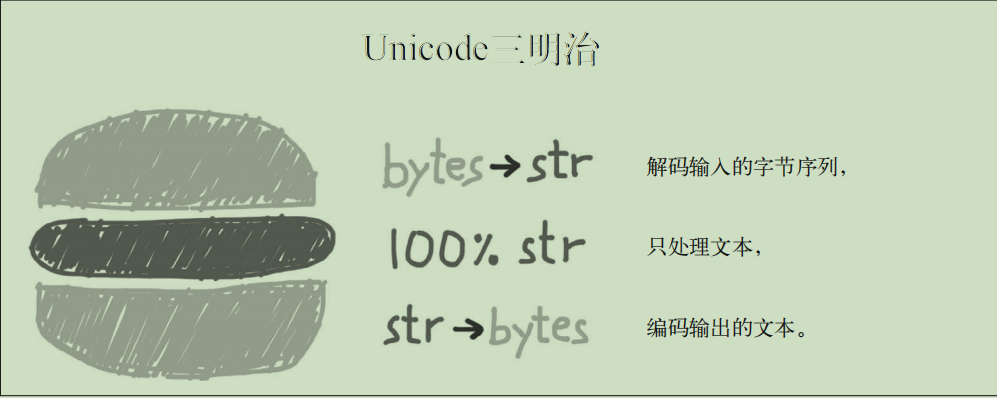 Unicode三明治
bytes→str 解码输入的字节序列，
100% str 只处理文本，
str→bytes 编码输出的文本。